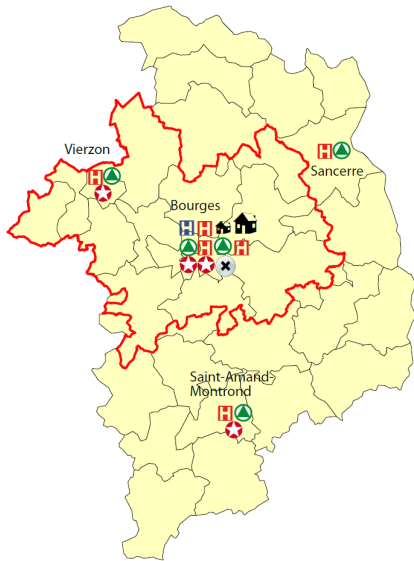 Vierzon
Sancerre
Bourges
H
H
H
H
H
H
Saint-Amand-
Montrond
H